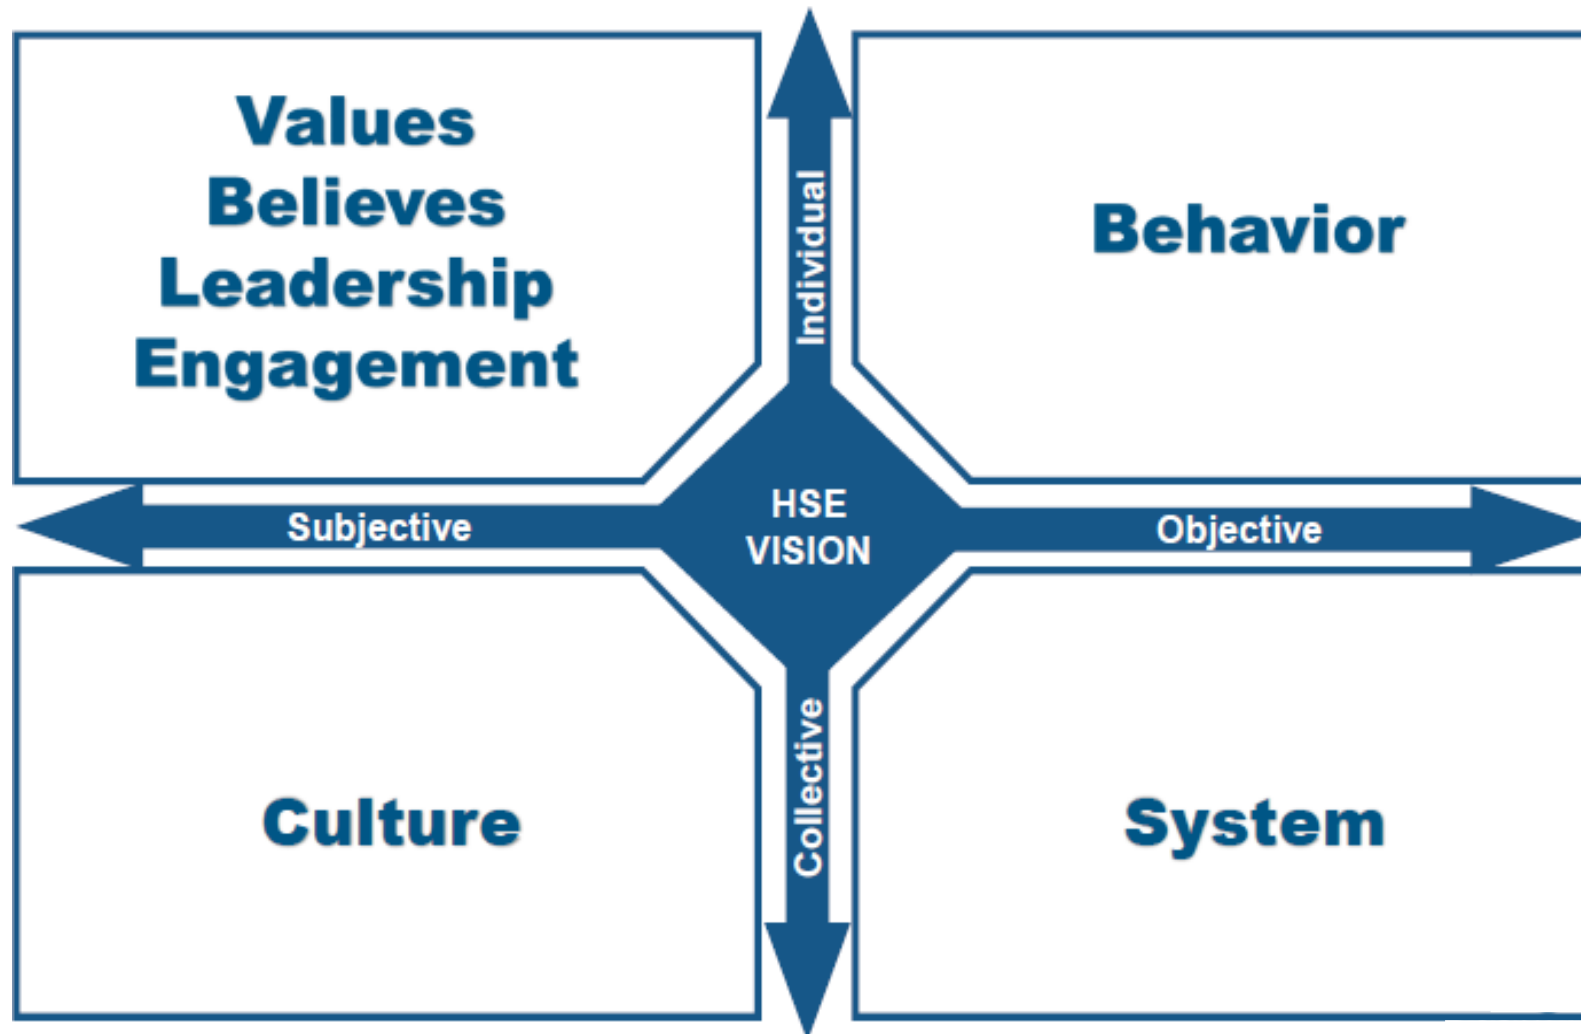 Values
Believes
Leadership
Engagement
Individual
Behavior
Subjective
HSE
VISION
Objective
Culture
Collective
System